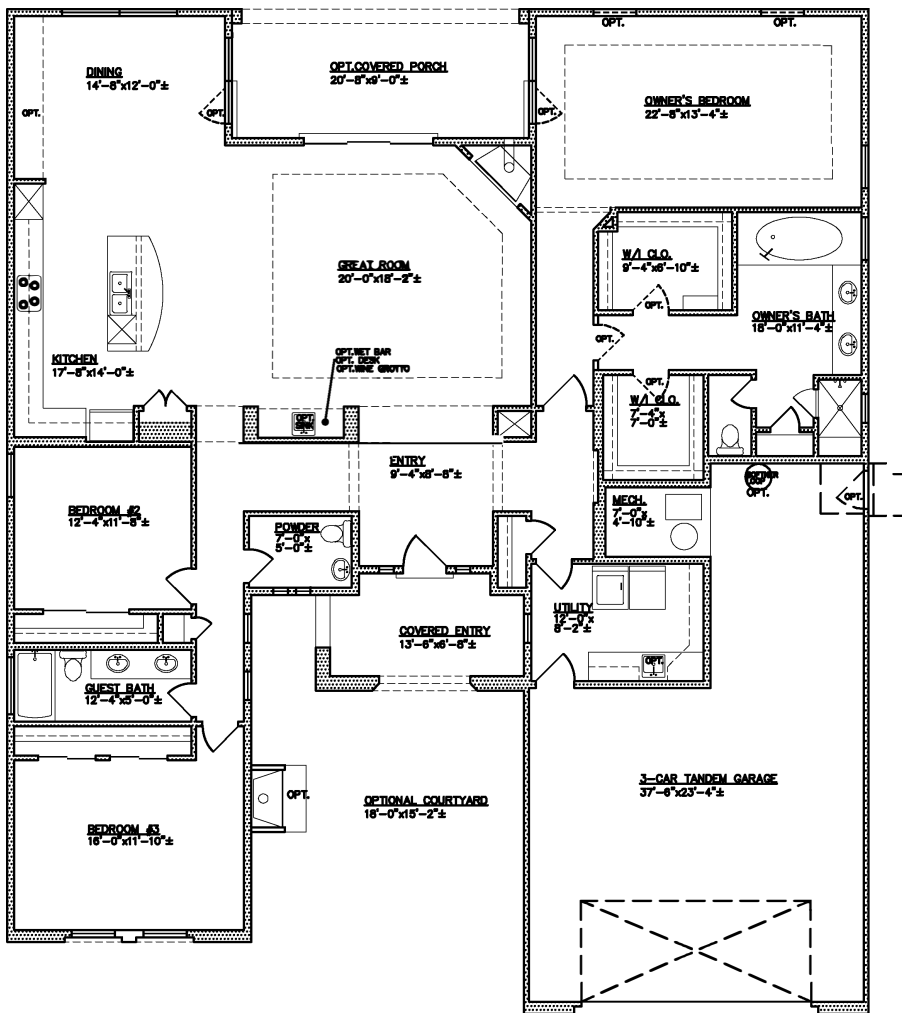 OPT.
OPT.
DINING
14'-8"x12'-0"±
OPT.COVERED PORCH
20'-8"x9'-0"±
OWNER'S BEDROOM
22'-8"x13'-4"±
OPT.
OPT.
OPT.
W/I CLO.
9'-4"x6'-10"±
GREAT ROOM
20'-0"x18'-2"±
OPT.
OWNER'S BATH
18'-0"x11'-4"±
OPT.
KITCHEN
17'-8"x14'-0"±
OPT.WET BAR
OPT. DESK
OPT.WINE GROTTO
OPT.
W/I CLO.
7'-4"x
7'-0"±
OPT.
SINK
ENTRY
9'-4"x8'-8"±
SOFTNER
LOOP
OPT.
OPT.
MECH.
7'-0"x
4'-10"±
BEDROOM #2
12'-4"x11'-8"±
POWDER
7'-0"x
5'-0"±
UTILITY
12'-0"x
8'-2"±
COVERED ENTRY
13'-6"x6'-8"±
OPT.
GUEST BATH
12'-4"x5'-0"±
3-CAR TANDEM GARAGE
37'-6"x23'-4"±
OPT.
OPTIONAL COURTYARD
18'-0"x15'-2"±
BEDROOM #3
16'-0"x11'-10"±